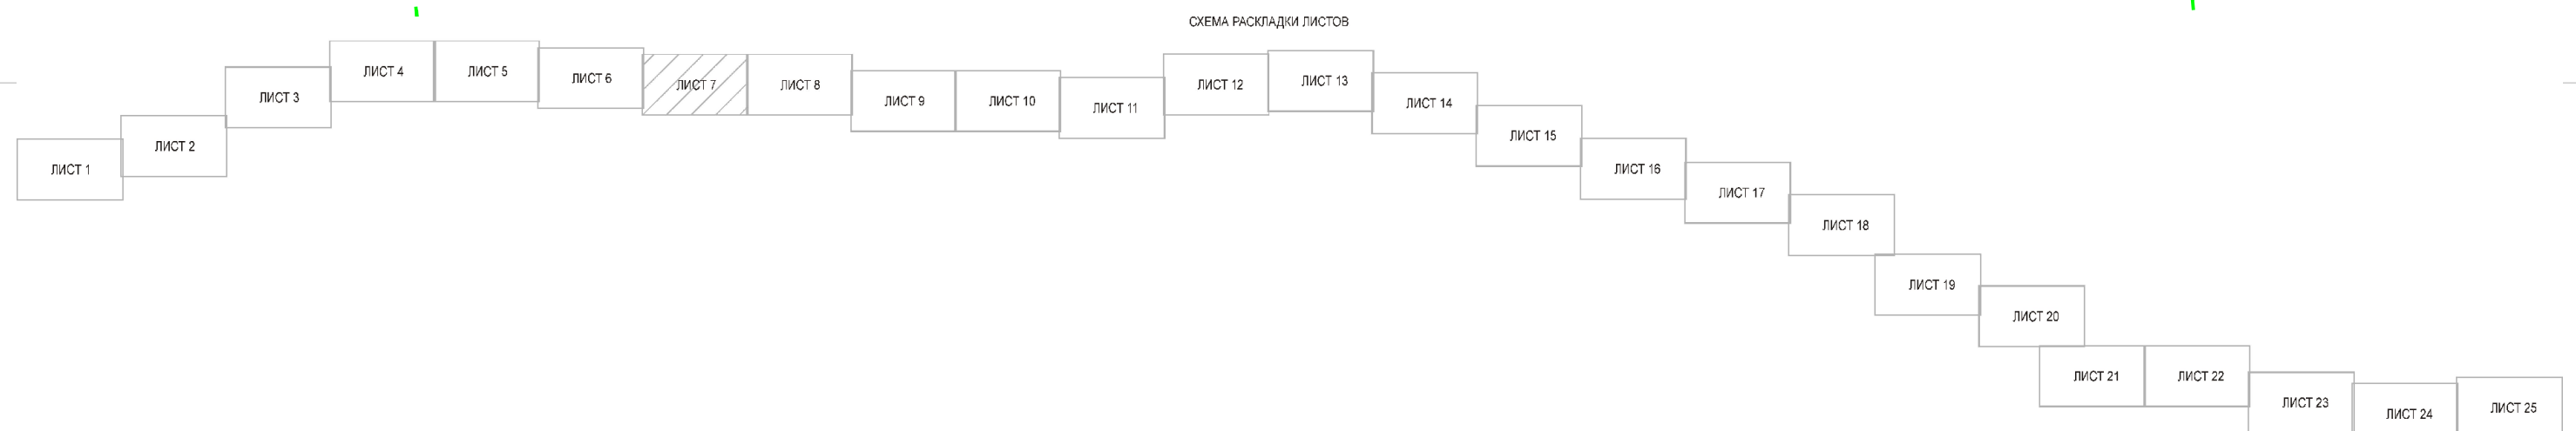 СХЕМА РАСКЛАДКИ ЛИСТОВ
ЛИСТ 1
ЛИСТ 2
ЛИСТ 3
ЛИСТ 4
ЛИСТ 5
ЛИСТ 6
ЛИСТ 7
ЛИСТ 8
ЛИСТ 9
ЛИСТ 10
ЛИСТ 11
ЛИСТ 12
ЛИСТ 13
ЛИСТ 14
ЛИСТ 15
ЛИСТ 16
ЛИСТ 17
ЛИСТ 18
ЛИСТ 19
ЛИСТ 20
ЛИСТ 21
ЛИСТ 22
ЛИСТ 23
ЛИСТ 24
ЛИСТ 25